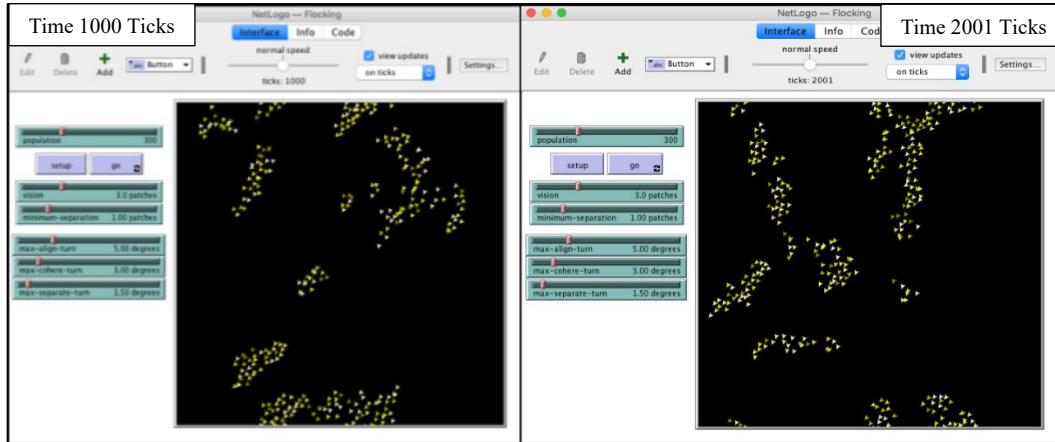 Time 1000 Ticks
NetLogo — Flocking
Interface Info Code
Edit Delete Add
abc Button
normal speed
ticks: 1000
view updates
on ticks
Settings...
population 300
setup go
vision 3.0 patches
minimum-separation 1.00 patches
max-align-turn 5.00 degrees
max-cohere-turn 3.00 degrees
max-separate-turn 1.50 degrees
Time 2001 Ticks
NetLogo — Flocking
Interface Info Code
Edit Delete Add
abc Button
normal speed
ticks: 2001
view updates
on ticks
Settings...
population 300
setup go
vision 3.0 patches
minimum-separation 1.00 patches
max-align-turn 5.00 degrees
max-cohere-turn 3.00 degrees
max-separate-turn 1.50 degrees